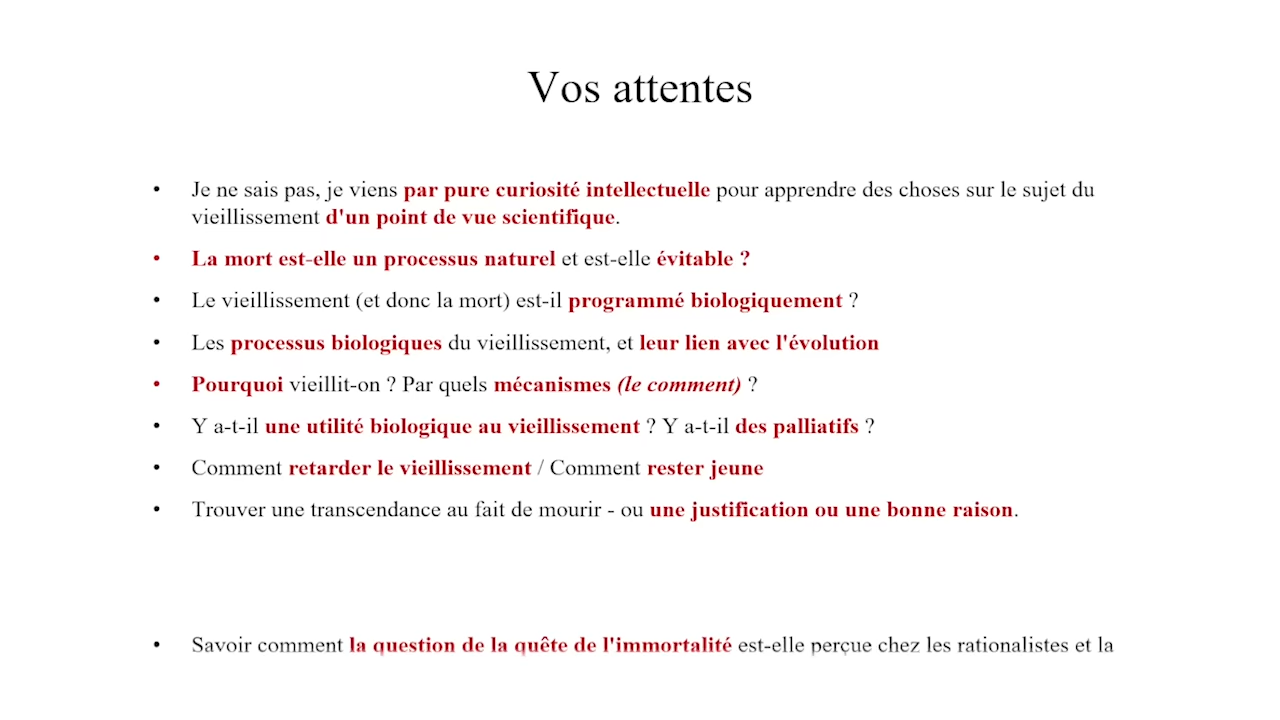 Vos attentes
• Je ne sais pas, je viens par pure curiosité intellectuelle pour apprendre des choses sur le sujet du
vieillissement d'un point de vue scientifique.
• La mort est-elle un processus naturel et est-elle évitable ?
• Le vieillissement (et donc la mort) est-il programmé biologiquement ?
• Les processus biologiques du vieillissement, et leur lien avec l'évolution
• Pourquoi vieillit-on ? Par quels mécanismes (le comment) ?
• Y a-t-il une utilité biologique au vieillissement ? Y a-t-il des palliatifs ?
• Comment retarder le vieillissement / Comment rester jeune
• Trouver une transcendance au fait de mourir - ou une justification ou une bonne raison.
• Savoir comment la question de la quête de l'immortalité est-elle perçue chez les rationalistes et la